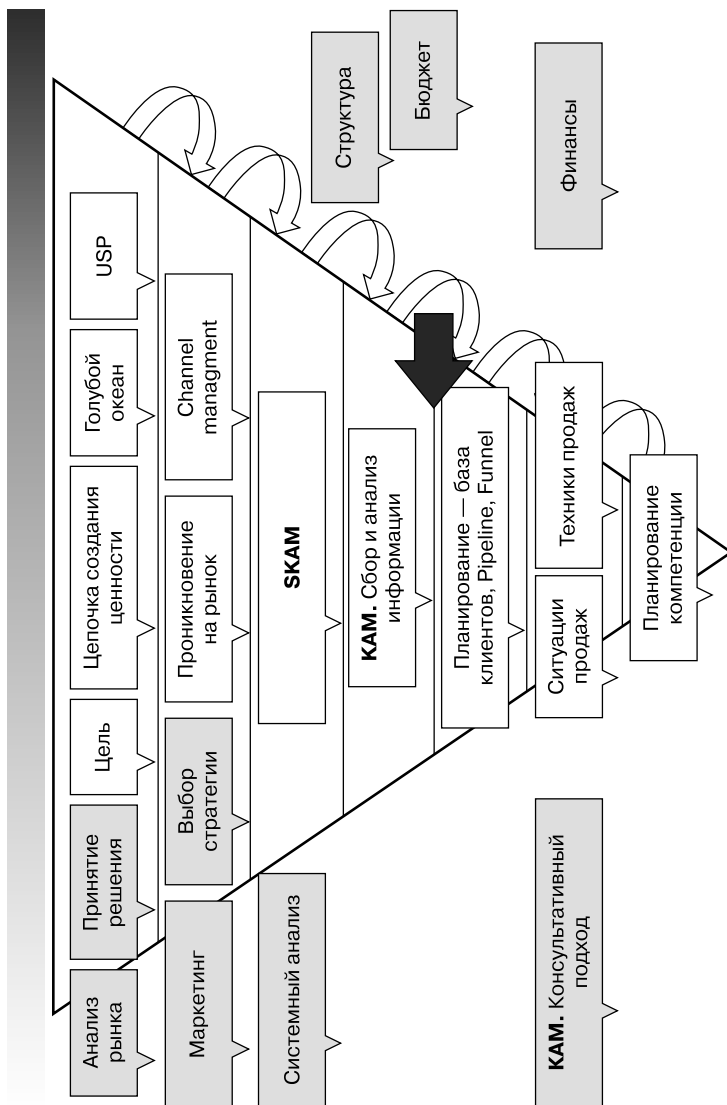 Анализ
рынка
Принятие
решения
Цель
Цепочка создания
ценности
Голубой
океан
USP
Маркетинг
Выбор
стратегии
Проникновение
на рынок
Channel
managment
Системный анализ
SKAM
Структура
KAM. Сбор и анализ
информации
Бюджет
Планирование — база
клиентов, Pipeline, Funnel
KAM. Консультативный
подход
Ситуации
продаж
Техники продаж
Финансы
Планирование
компетенции